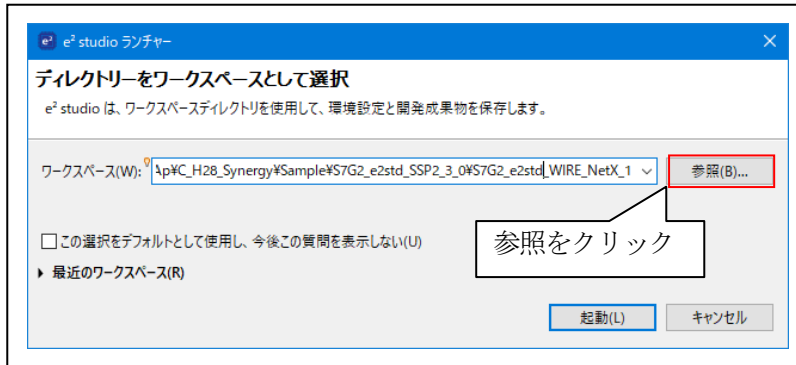 e² studio ランチャー
ディレクトリーをワークスペースとして選択
e² studio は、ワークスペースディレクトリを使用して、環境設定と開発成果物を保存します。
ワークスペース(W): Ap¥C_H28_Synergy¥Sample¥S7G2_e2std_SSP2_3_0¥S7G2_e2std_WIRE_NetX_1 参照(B)...
この選択をデフォルトとして使用し、今後この質問を表示しない(U)
参照をクリック
最近のワークスペース(R)
起動(L) キャンセル